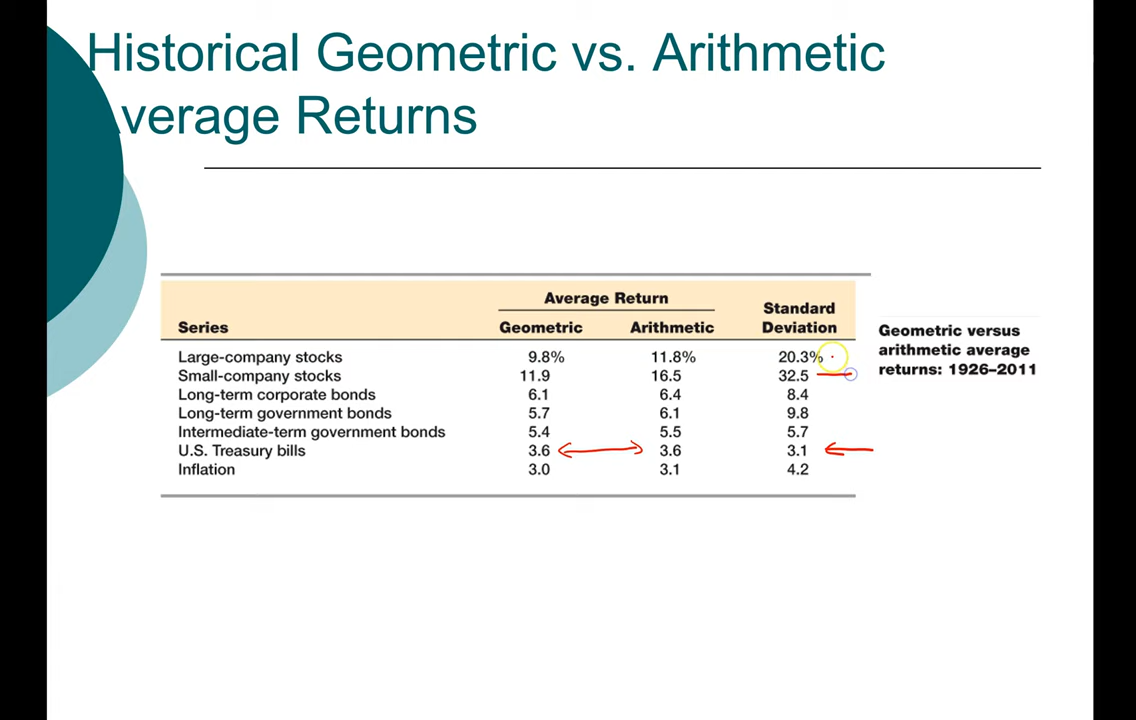 Historical Geometric vs. Arithmetic
Average Returns
Average Return
Standard
Series Geometric Arithmetic Deviation
Large-company stocks 9.8% 11.8% 20.3%
Small-company stocks 11.9 16.5 32.5
Long-term corporate bonds 6.1 6.4 8.4
Long-term government bonds 5.7 6.1 9.8
Intermediate-term government bonds 5.4 5.5 5.7
U.S. Treasury bills 3.6 3.6 3.1
Inflation 3.0 3.1 4.2
Geometric versus
arithmetic average
returns: 1926–2011